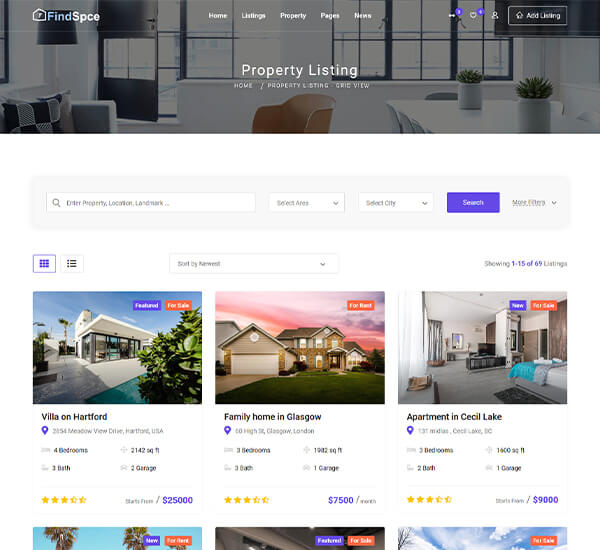 FindSpce
Home Listings Property Pages News
0 0 Add Listing
Property Listing
HOME / PROPERTY LISTING - GRID VIEW
Enter Property, Location, Landmark ... Select Area Select City Search More Filters
Sort by Newest Showing 1-15 of 69 Listings
Featured For Sale
For Rent
New For Sale
Villa on Hartford
2854 Meadow View Drive, Hartford, USA
4 Bedrooms 2142 sq ft
3 Bath 2 Garage
Starts From / $25000
Family home in Glasgow
60 High St, Glasgow, London
3 Bedrooms 1982 sq ft
3 Bath 1 Garage
$7500 / month
Apartment in Cecil Lake
131 midlas , Cecil Lake, BC
3 Bedrooms 1600 sq ft
2 Bath 1 Garage
Starts From / $9000
New For Rent
Featured For Sale
For Sale